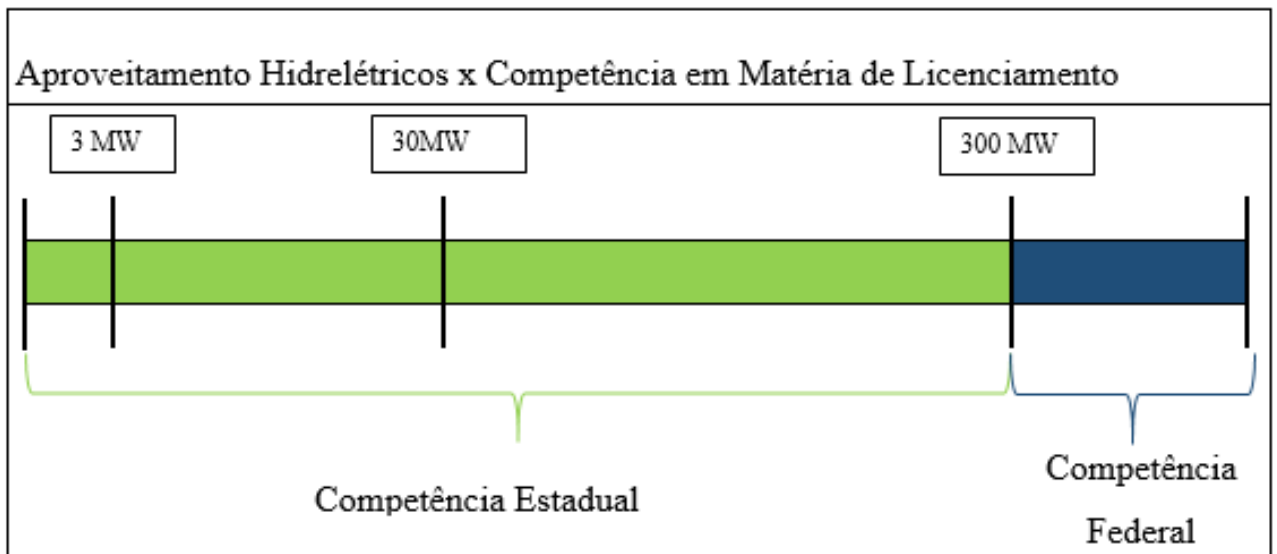 Aproveitamento Hidrelétricos x Competência em Matéria de Licenciamento
3 MW
30MW
300 MW
Competência Estadual
Competência
Federal